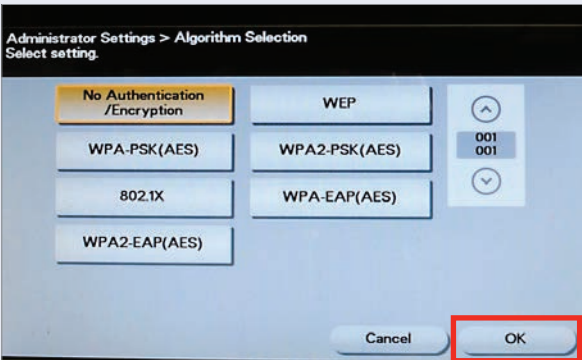 Administrator Settings > Algorithm Selection
Select setting.
No Authentication
/Encryption
WEP
001
001
WPA-PSK(AES)
WPA2-PSK(AES)
802.1X
WPA-EAP(AES)
WPA2-EAP(AES)
Cancel
OK